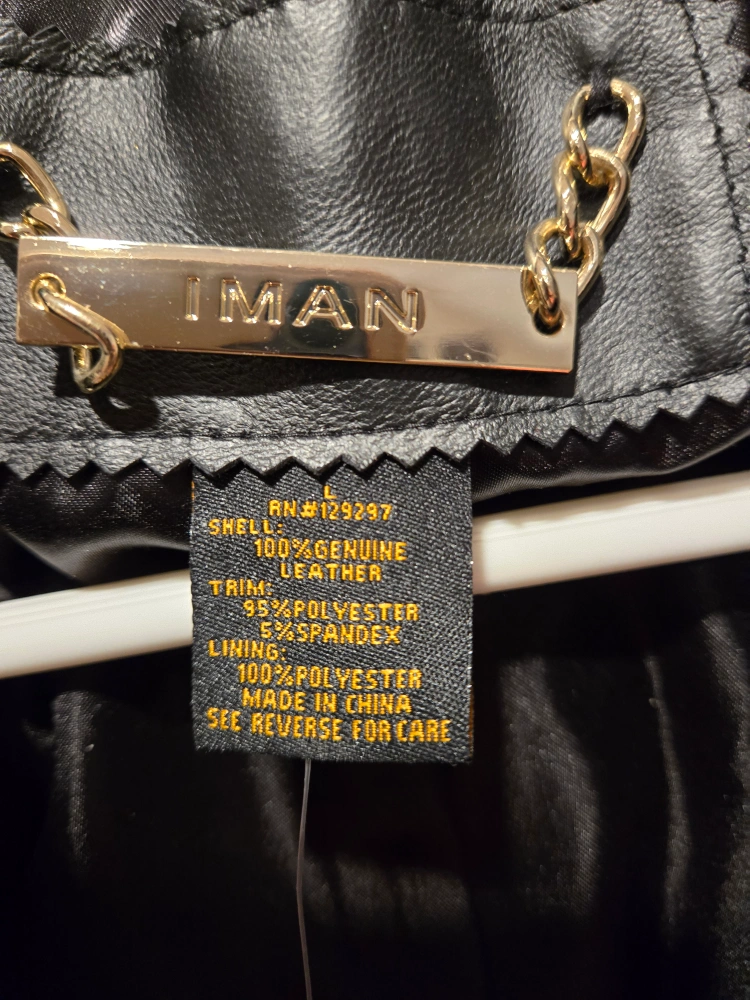 IMAN
L
RN#129297
SHELL:
100%GENUINE
LEATHER
TRIM:
95%POLYESTER
5%SPANDEX
LINING:
100%POLYESTER
MADE IN CHINA
SEE REVERSE FOR CARE